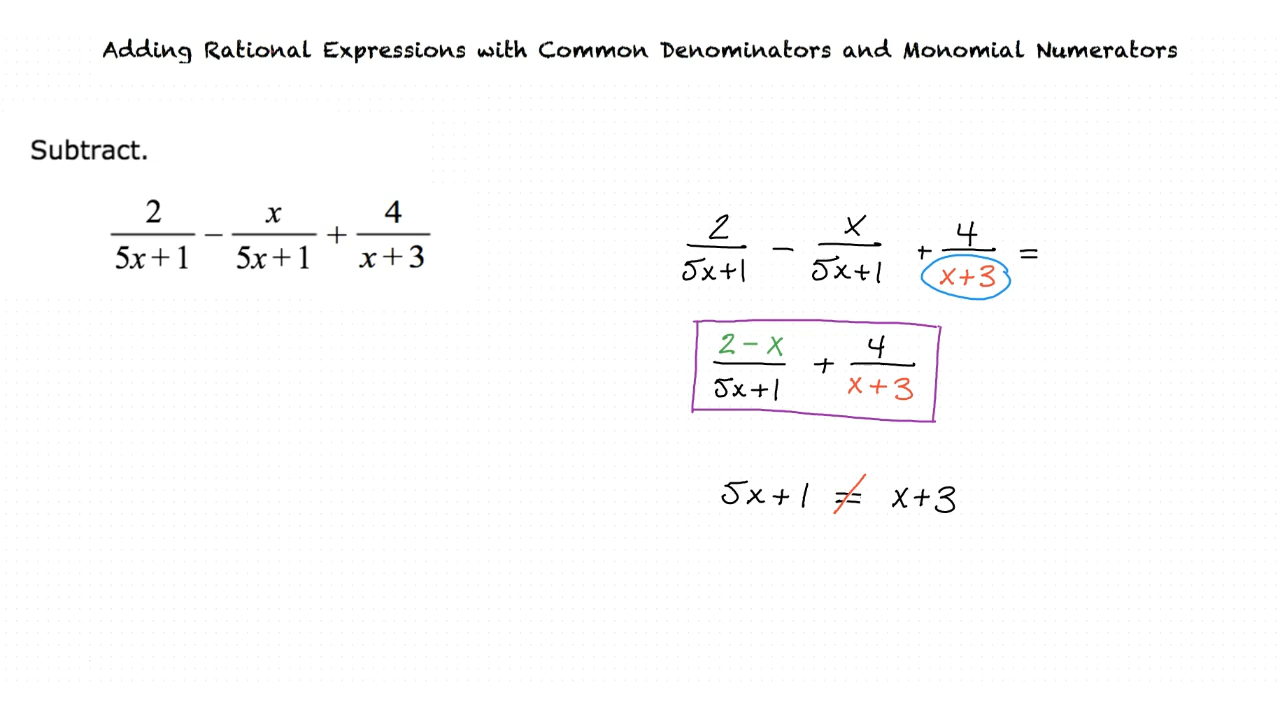 Adding Rational Expressions with Common Denominators and Monomial Numerators
Subtract.
2/(5x+1) − x/(5x+1) + 4/(x+3)
2/(5x+1) − x/(5x+1) + 4/(x+3) =
(2−x)/(5x+1) + 4/(x+3)
5x+1 ≠ x+3